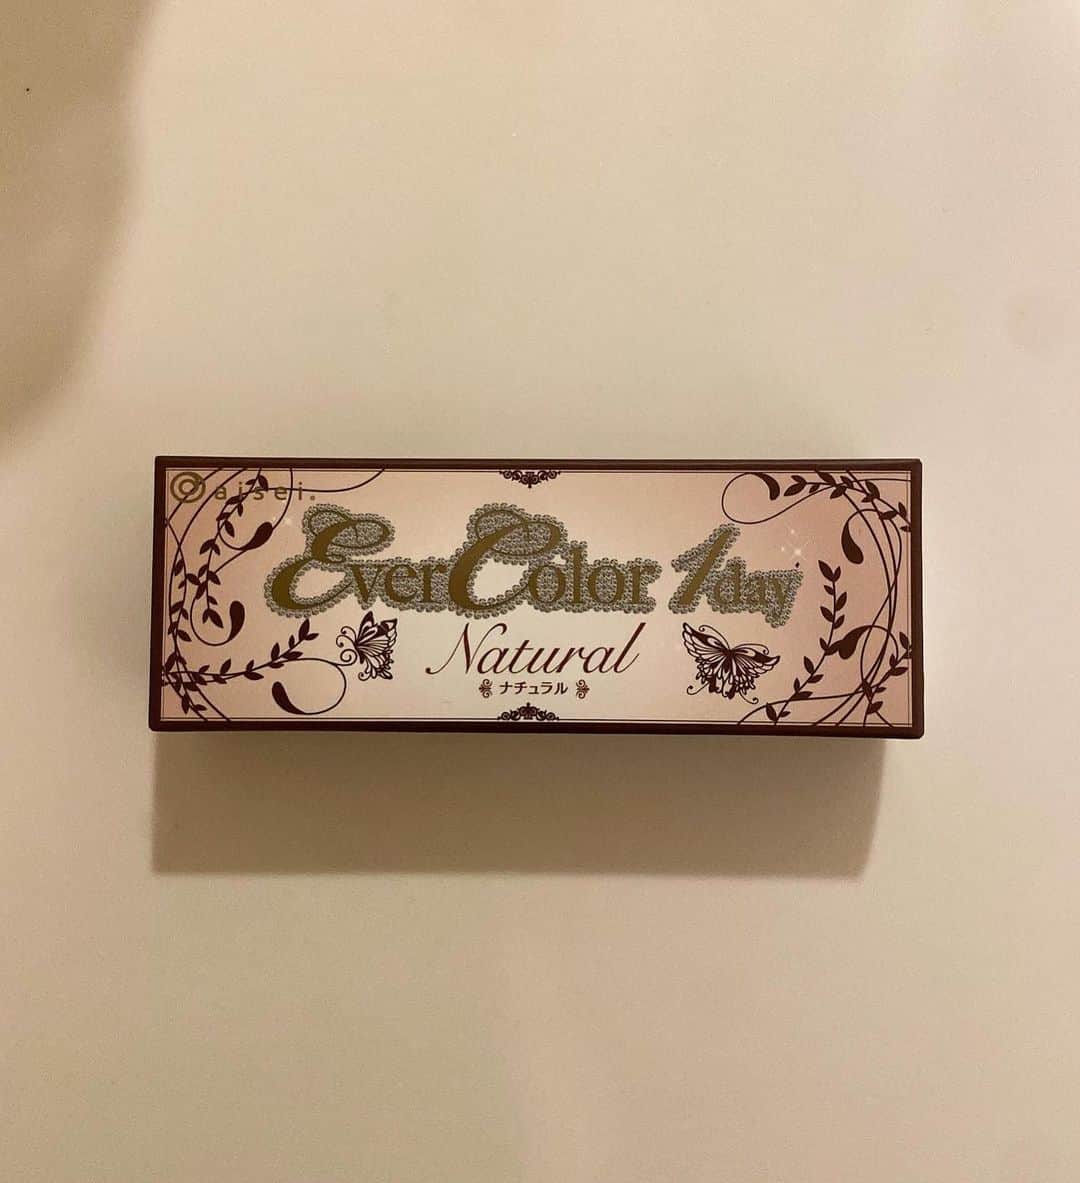 aisei.
EverColor 1day
Natural
ナチュラル